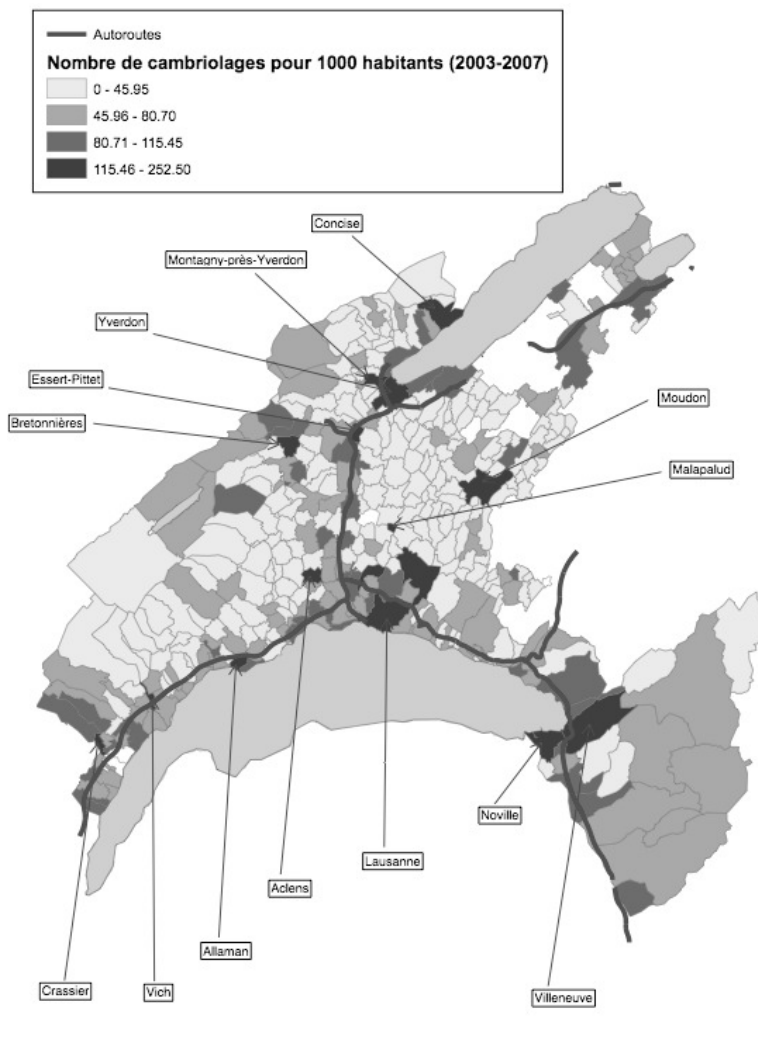 Autoroutes
Nombre de cambriolages pour 1000 habitants (2003-2007)
0 - 45.95
45.96 - 80.70
80.71 - 115.45
115.46 - 252.50
Concise
Montagny-près-Yverdon
Yverdon
Essert-Pittet
Bretonnières
Moudon
Malapalud
Noville
Lausanne
Aclens
Allaman
Crassier
Vich
Villeneuve